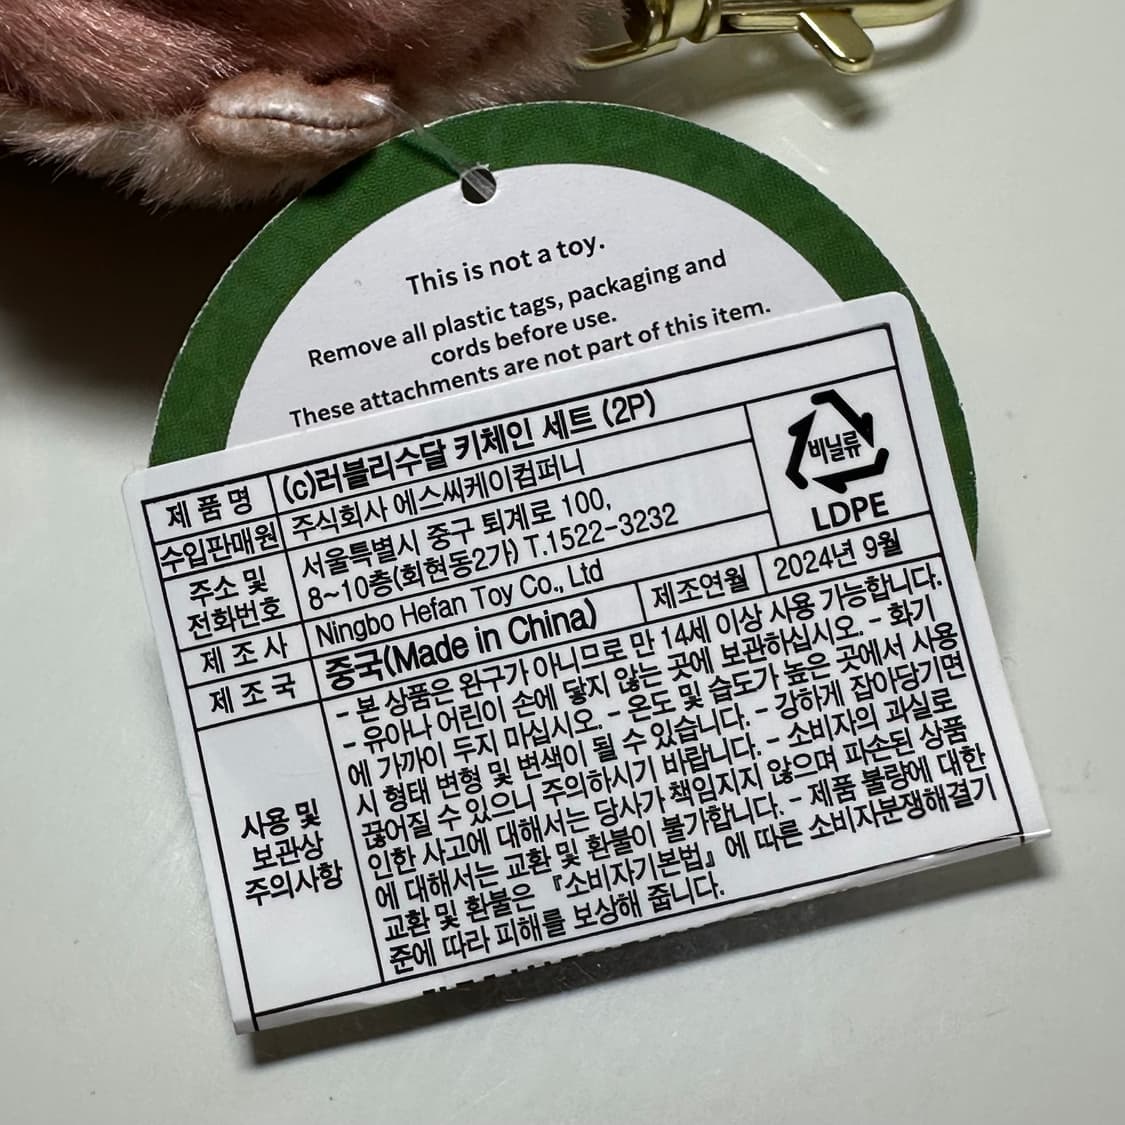 This is not a toy.
Remove all plastic tags, packaging and
cords before use.
These attachments are not part of this item.
제 품 명 (c)러블리수달 키체인 세트 (2P)
수입판매원 주식회사 에스씨케이컴퍼니
주소 및
전화번호
서울특별시 중구 퇴계로 100,
8~10층(회현동2가) T.1522-3232
비닐류
LDPE
제 조 사 Ningbo Hefan Toy Co., Ltd
제 조 국 중국(Made in China) 제조연월 2024년 9월
사용 및
보관상
주의사항
- 본 상품은 완구가 아니므로 만 14세 이상 사용 가능합니다.
- 유아나 어린이 손에 닿지 않는 곳에 보관하십시오. - 화기
에 가까이 두지 마십시오. - 온도 및 습도가 높은 곳에서 사용
시 형태 변형 및 변색이 될 수 있습니다. - 강하게 잡아당기면
끊어질 수 있으니 주의하시기 바랍니다. - 소비자의 과실로
인한 사고에 대해서는 당사가 책임지지 않으며 파손된 상품
에 대해서는 교환 및 환불이 불가합니다. - 제품 불량에 대한
교환 및 환불은 『소비자기본법』에 따른 소비자분쟁해결기
준에 따라 피해를 보상해 줍니다.